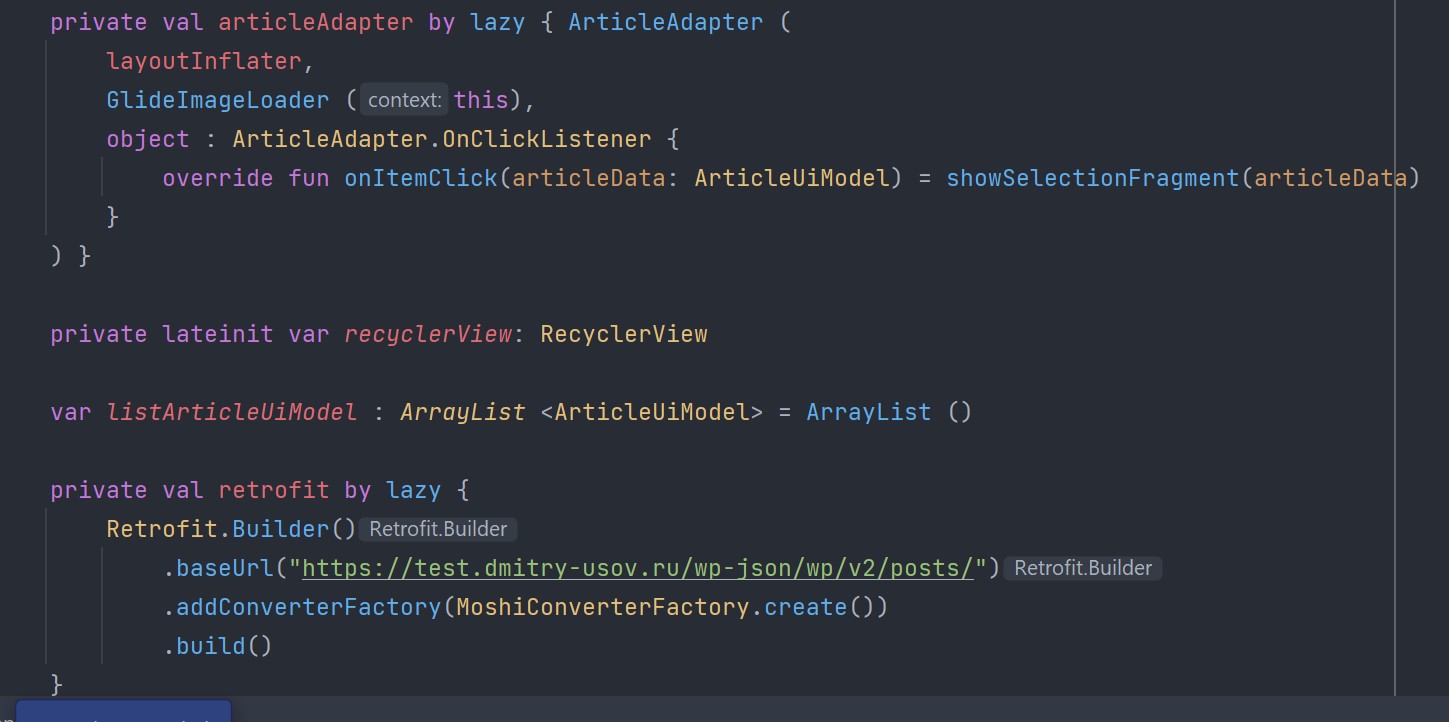 private val articleAdapter by lazy { ArticleAdapter (
layoutInflater,
GlideImageLoader ( context: this),
object : ArticleAdapter.OnClickListener {
override fun onItemClick(articleData: ArticleUiModel) = showSelectionFragment(articleData)
}
) }
private lateinit var recyclerView: RecyclerView
var listArticleUiModel : ArrayList <ArticleUiModel> = ArrayList ()
private val retrofit by lazy {
Retrofit.Builder() Retrofit.Builder
.baseUrl("https://test.dmitry-usov.ru/wp-json/wp/v2/posts/") Retrofit.Builder
.addConverterFactory(MoshiConverterFactory.create())
.build()
}